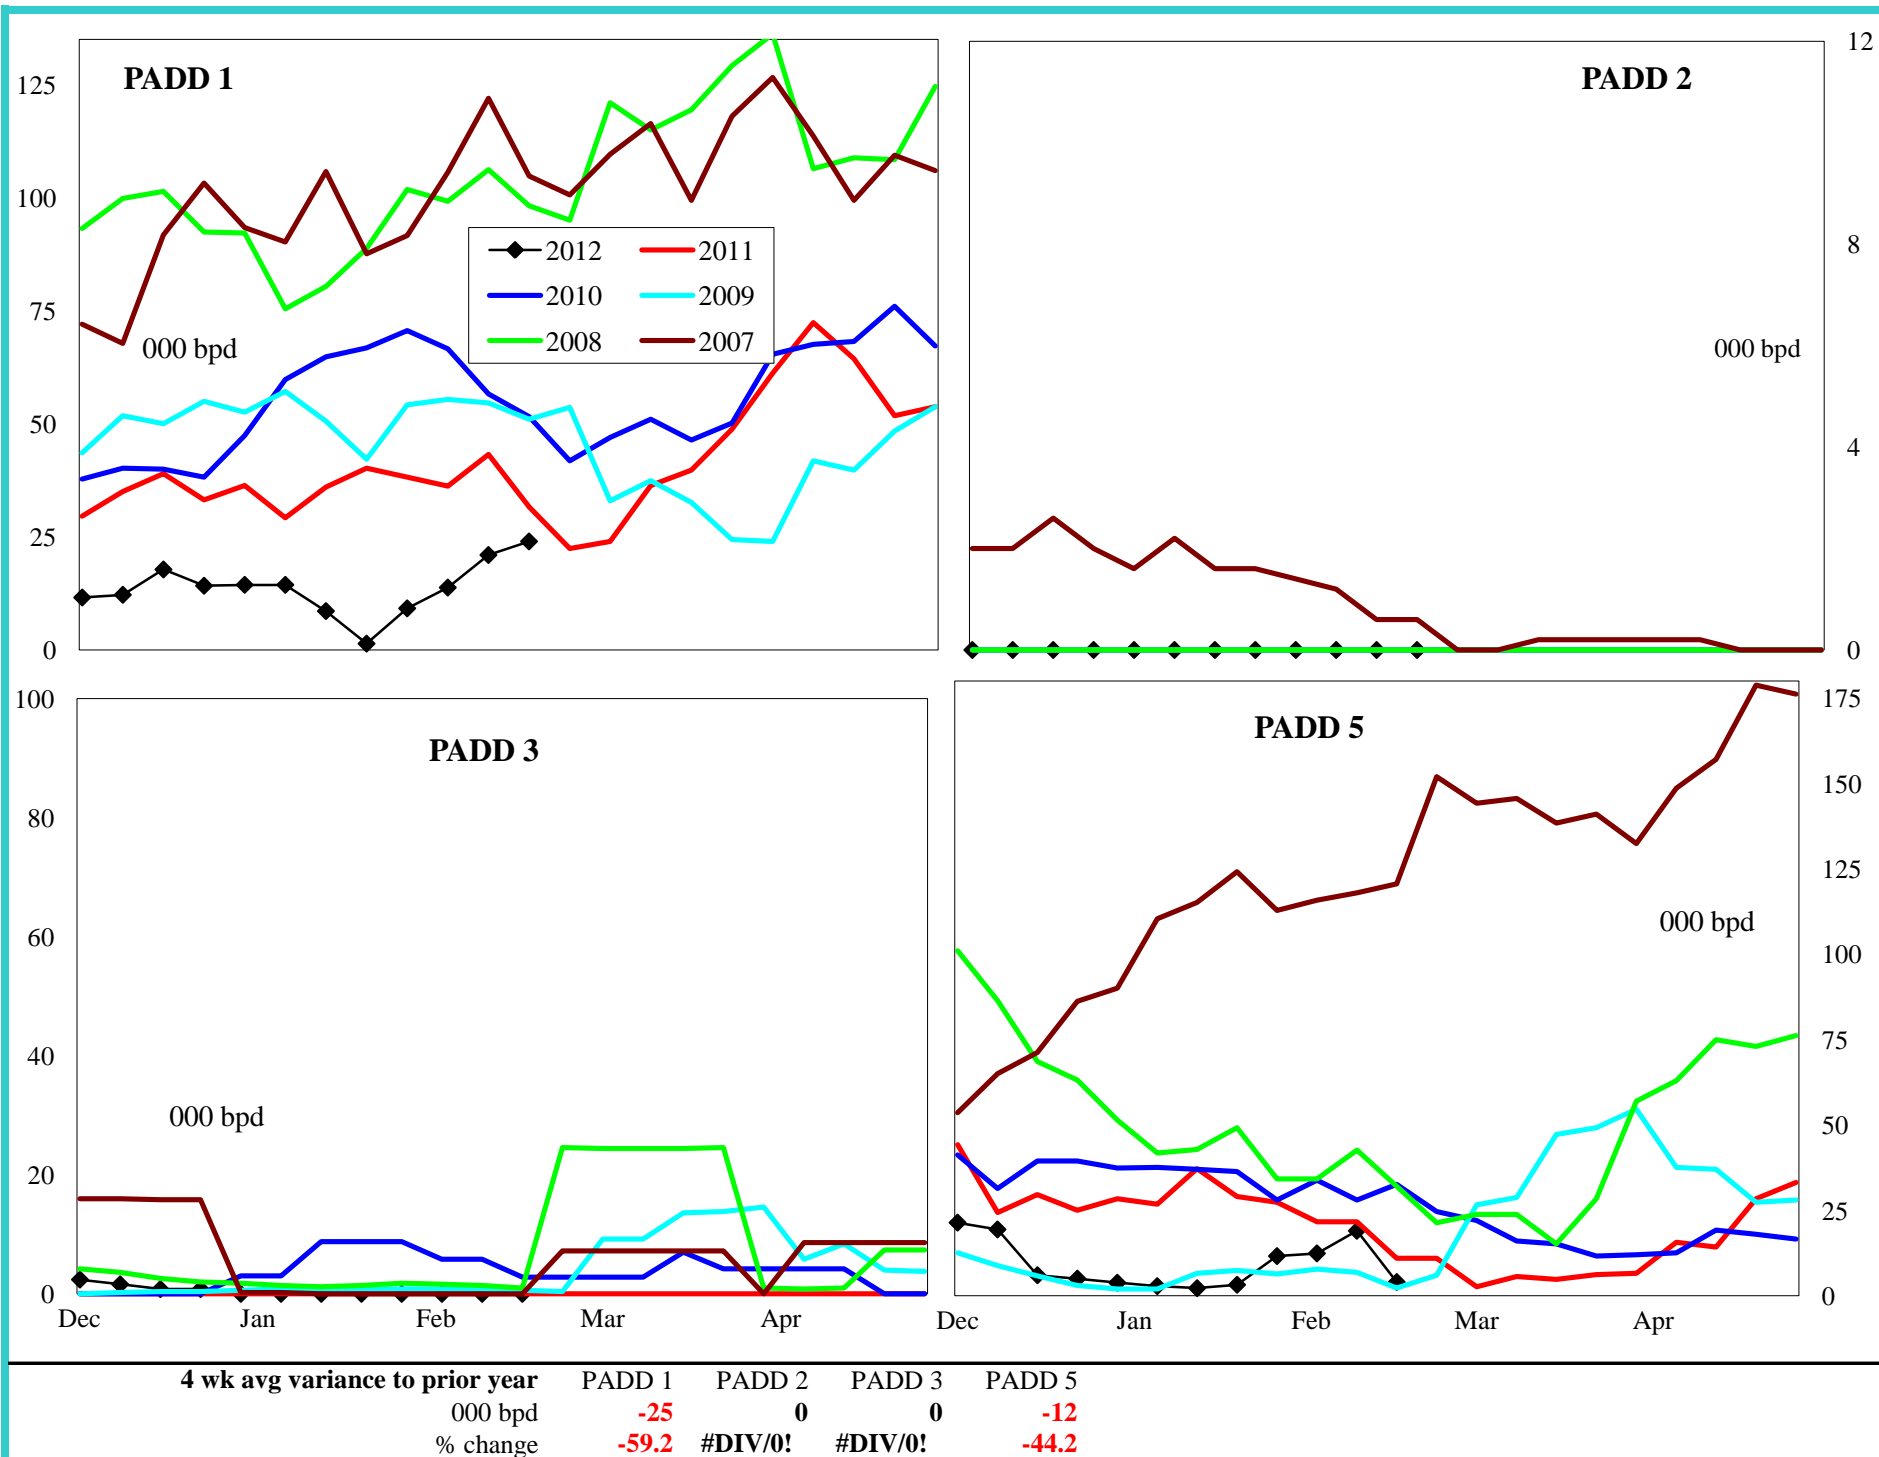 PADD 1
125
100
75
50
25
0
000 bpd
2012 2011
2010 2009
2008 2007
PADD 2
12
8
4
0
000 bpd
PADD 3
100
80
60
40
20
0
000 bpd
Dec Jan Feb Mar Apr
PADD 5
175
150
125
100
75
50
25
0
000 bpd
Dec Jan Feb Mar Apr
4 wk avg variance to prior year PADD 1 PADD 2 PADD 3 PADD 5
000 bpd -25 0 0 -12
% change -59.2 #DIV/0! #DIV/0! -44.2